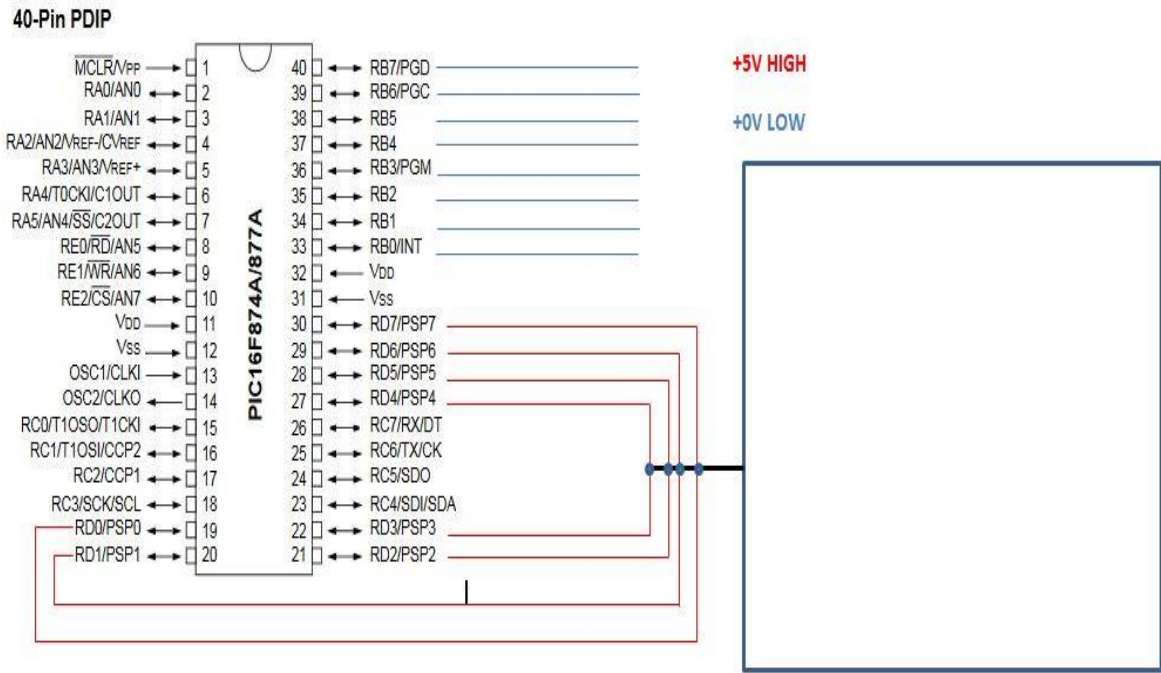 40-Pin PDIP
MCLR/VPP
RA0/AN0
RA1/AN1
RA2/AN2/VREF-/CVREF
RA3/AN3/VREF+
RA4/T0CKI/C1OUT
RA5/AN4/SS/C2OUT
RE0/RD/AN5
RE1/WR/AN6
RE2/CS/AN7
VDD
VSS
OSC1/CLKI
OSC2/CLKO
RC0/T1OSO/T1CKI
RC1/T1OSI/CCP2
RC2/CCP1
RC3/SCK/SCL
RD0/PSP0
RD1/PSP1
1
2
3
4
5
6
7
8
9
10
11
12
13
14
15
16
17
18
19
20
PIC16F874A/877A
40
39
38
37
36
35
34
33
32
31
30
29
28
27
26
25
24
23
22
21
RB7/PGD
RB6/PGC
RB5
RB4
RB3/PGM
RB2
RB1
RB0/INT
VDD
VSS
RD7/PSP7
RD6/PSP6
RD5/PSP5
RD4/PSP4
RC7/RX/DT
RC6/TX/CK
RC5/SDO
RC4/SDI/SDA
RD3/PSP3
RD2/PSP2
+5V HIGH
+0V LOW